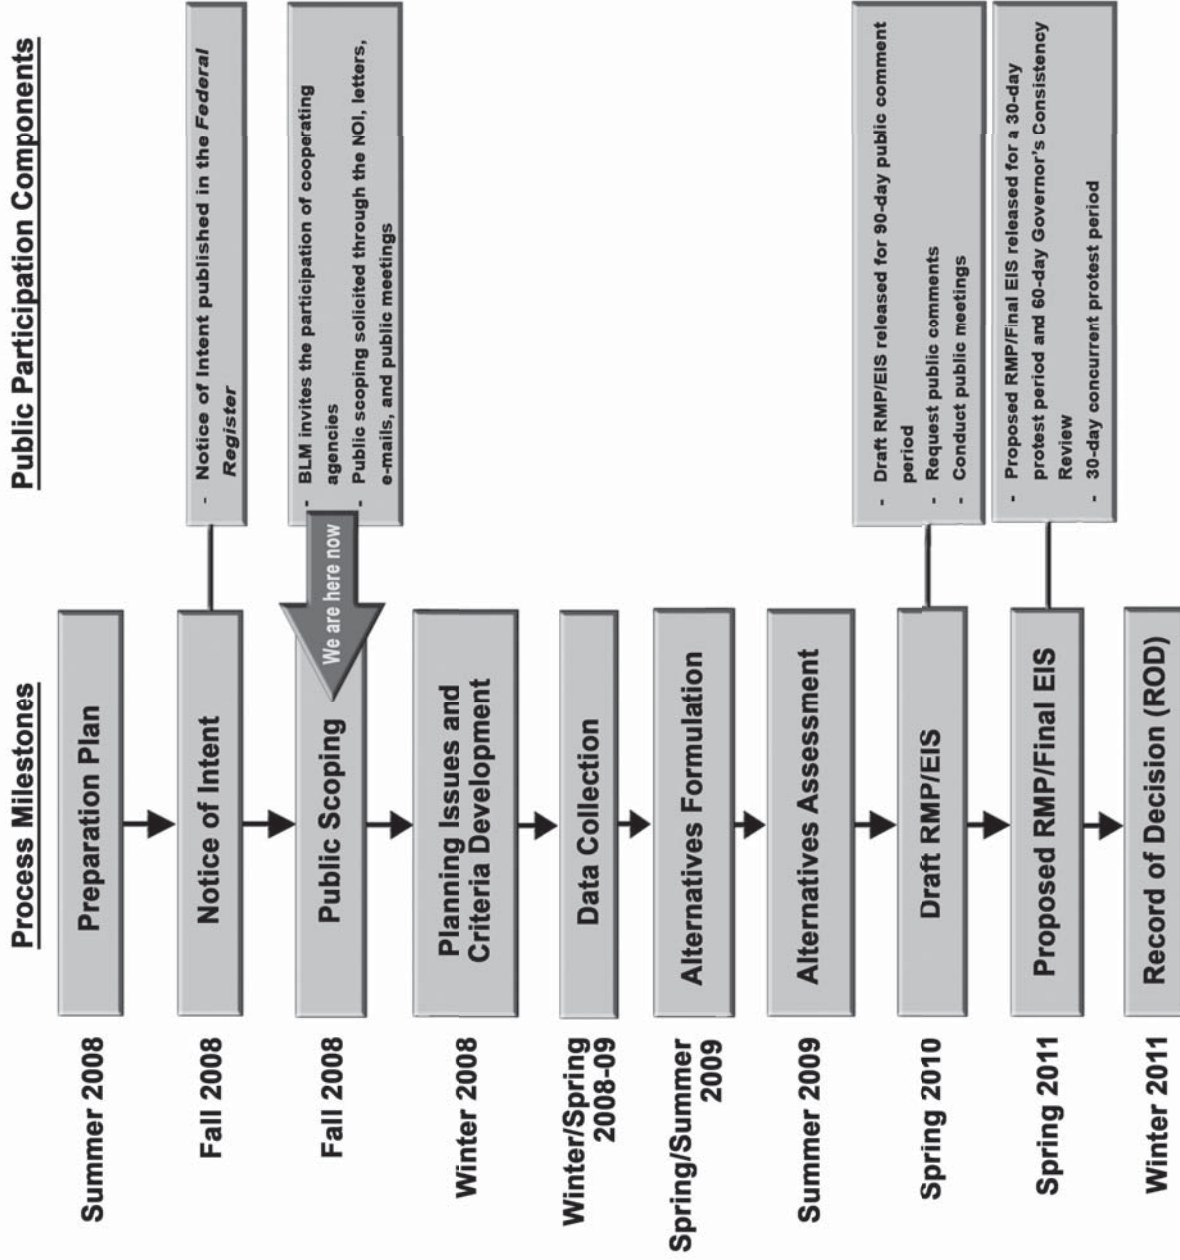 Process Milestones
Public Participation Components
Summer 2008
Preparation Plan
Fall 2008
Notice of Intent
- Notice of Intent published in the Federal
Register
Fall 2008
Public Scoping
We are here now
- BLM invites the participation of cooperating
agencies
- Public scoping solicited through the NOI, letters,
e-mails, and public meetings
Winter 2008
Planning Issues and
Criteria Development
Winter/Spring
2008-09
Data Collection
Spring/Summer
2009
Alternatives Formulation
Summer 2009
Alternatives Assessment
Spring 2010
Draft RMP/EIS
- Draft RMP/EIS released for 90-day public comment
period
- Request public comments
- Conduct public meetings
Spring 2011
Proposed RMP/Final EIS
- Proposed RMP/Final EIS released for a 30-day
protest period and 60-day Governor's Consistency
Review
- 30-day concurrent protest period
Winter 2011
Record of Decision (ROD)